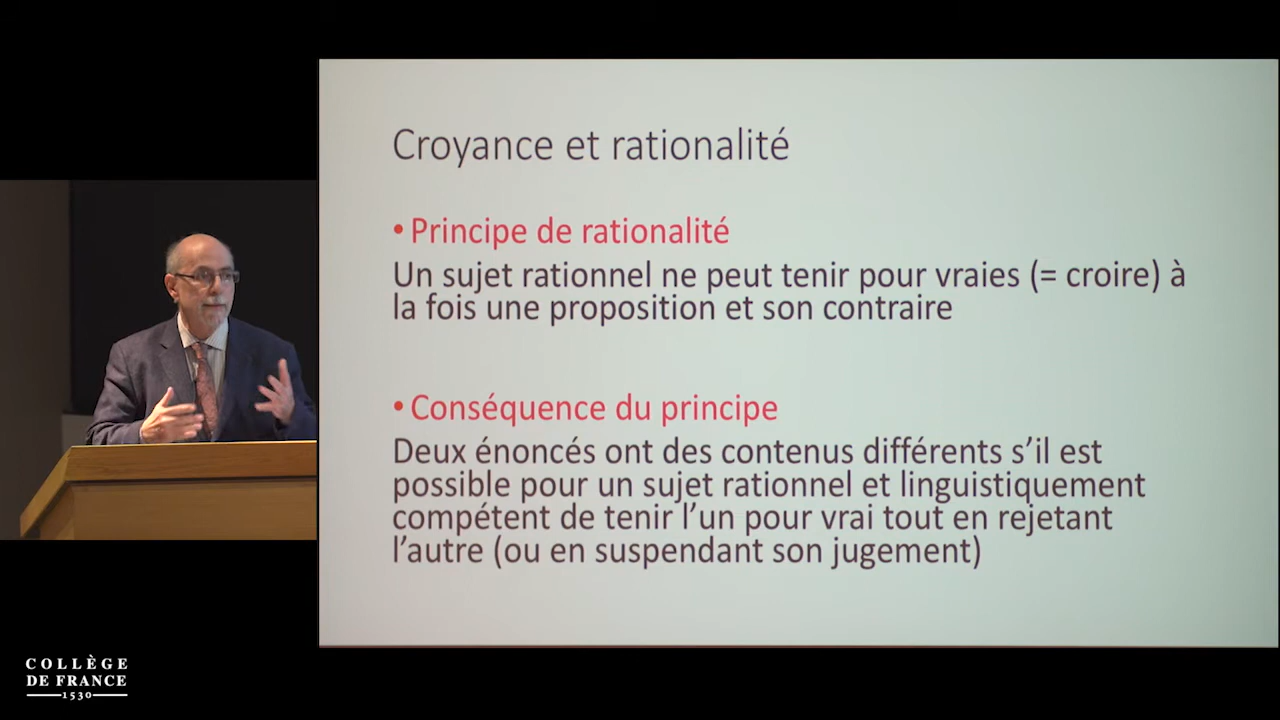 Croyance et rationalité
• Principe de rationalité
Un sujet rationnel ne peut tenir pour vraies (= croire) à
la fois une proposition et son contraire
• Conséquence du principe
Deux énoncés ont des contenus différents s’il est
possible pour un sujet rationnel et linguistiquement
compétent de tenir l’un pour vrai tout en rejetant
l’autre (ou en suspendant son jugement)
COLLÈGE
DE FRANCE
1530